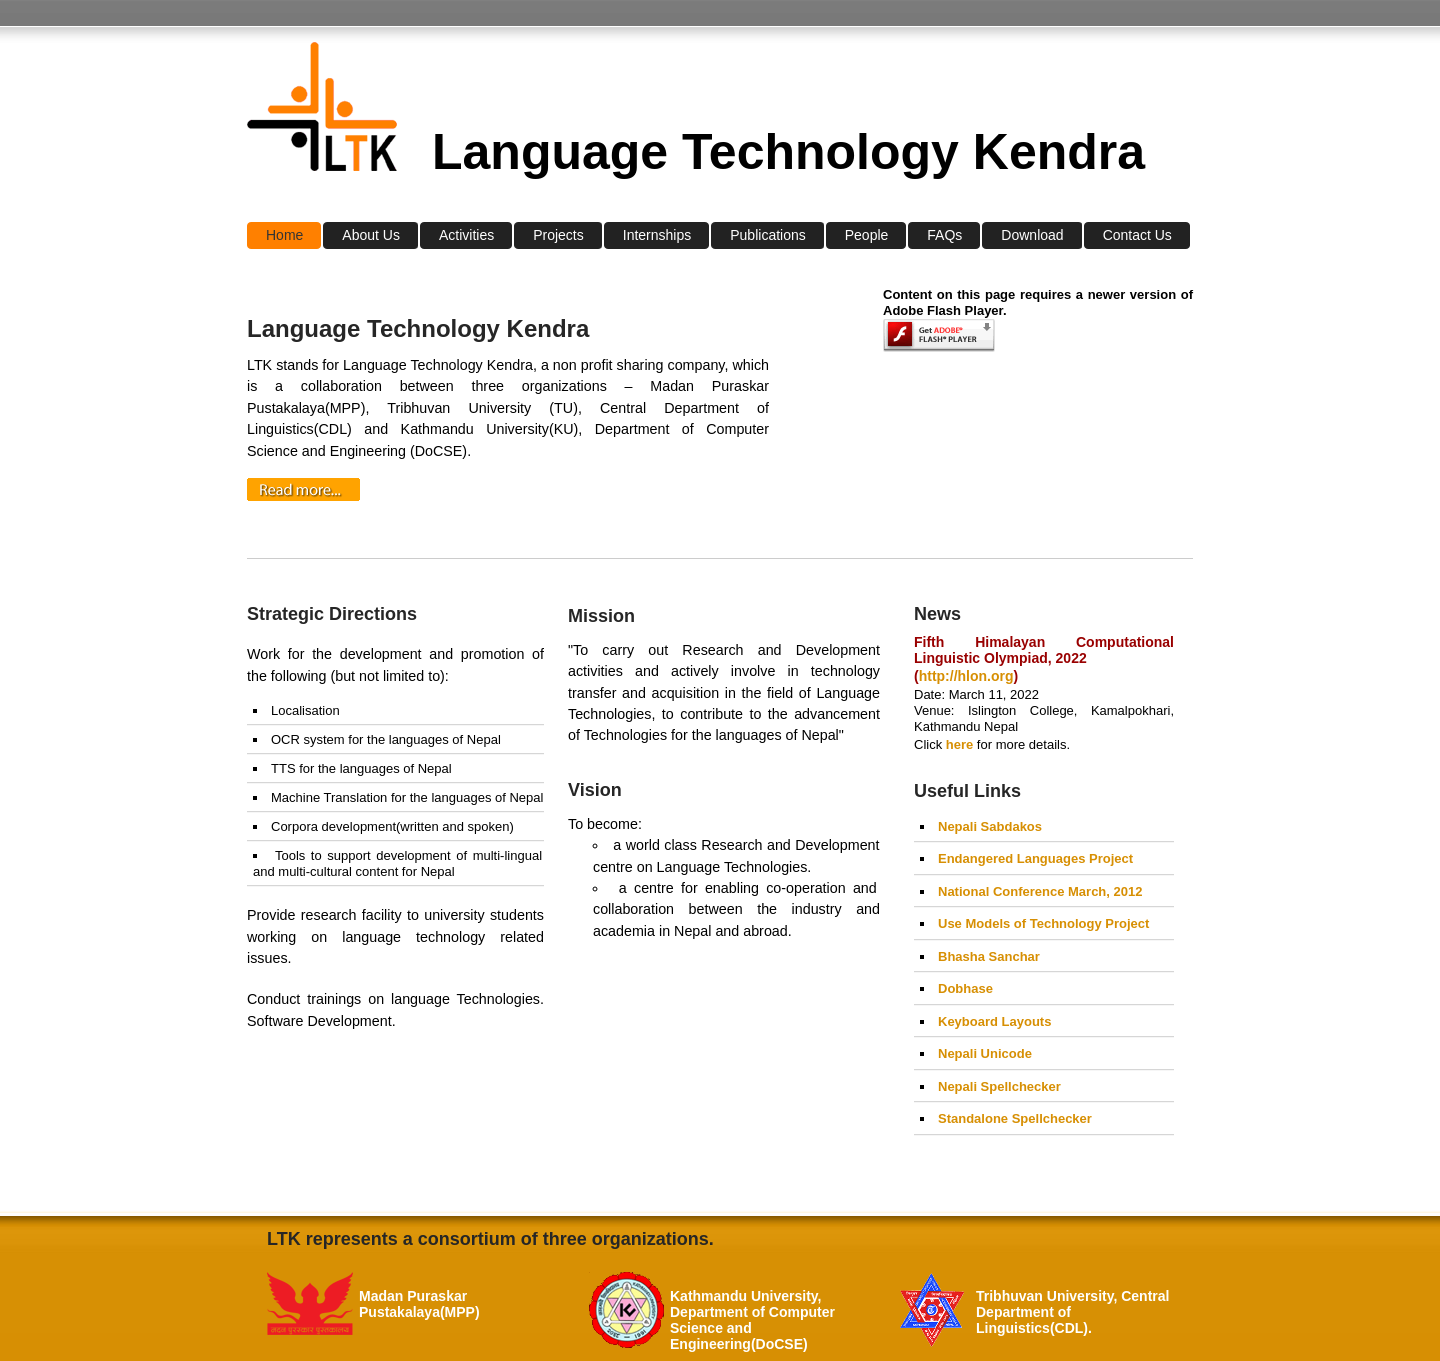 LTK
Language Technology Kendra
Home
About Us
Activities
Projects
Internships
Publications
People
FAQs
Download
Contact Us
Language Technology Kendra
LTK stands for Language Technology Kendra, a non profit sharing company, which
is a collaboration between three organizations – Madan Puraskar
Pustakalaya(MPP), Tribhuvan University (TU), Central Department of
Linguistics(CDL) and Kathmandu University(KU), Department of Computer
Science and Engineering (DoCSE).
Read more...
Content on this page requires a newer version of
Adobe Flash Player.
Get ADOBE®
FLASH® PLAYER
Strategic Directions
Work for the development and promotion of
the following (but not limited to):
Localisation
OCR system for the languages of Nepal
TTS for the languages of Nepal
Machine Translation for the languages of Nepal
Corpora development(written and spoken)
Tools to support development of multi-lingual
and multi-cultural content for Nepal
Provide research facility to university students
working on language technology related
issues.
Conduct trainings on language Technologies.
Software Development.
Mission
"To carry out Research and Development
activities and actively involve in technology
transfer and acquisition in the field of Language
Technologies, to contribute to the advancement
of Technologies for the languages of Nepal"
Vision
To become:
a world class Research and Development
centre on Language Technologies.
a centre for enabling co-operation and
collaboration between the industry and
academia in Nepal and abroad.
News
Fifth Himalayan Computational
Linguistic Olympiad, 2022
(http://hlon.org)
Date: March 11, 2022
Venue: Islington College, Kamalpokhari,
Kathmandu Nepal
Click here for more details.
Useful Links
Nepali Sabdakos
Endangered Languages Project
National Conference March, 2012
Use Models of Technology Project
Bhasha Sanchar
Dobhase
Keyboard Layouts
Nepali Unicode
Nepali Spellchecker
Standalone Spellchecker
LTK represents a consortium of three organizations.
मदन पुरस्कार पुस्तकालय
Madan Puraskar
Pustakalaya(MPP)
Kathmandu University,
Department of Computer
Science and
Engineering(DoCSE)
Tribhuvan University, Central
Department of
Linguistics(CDL).